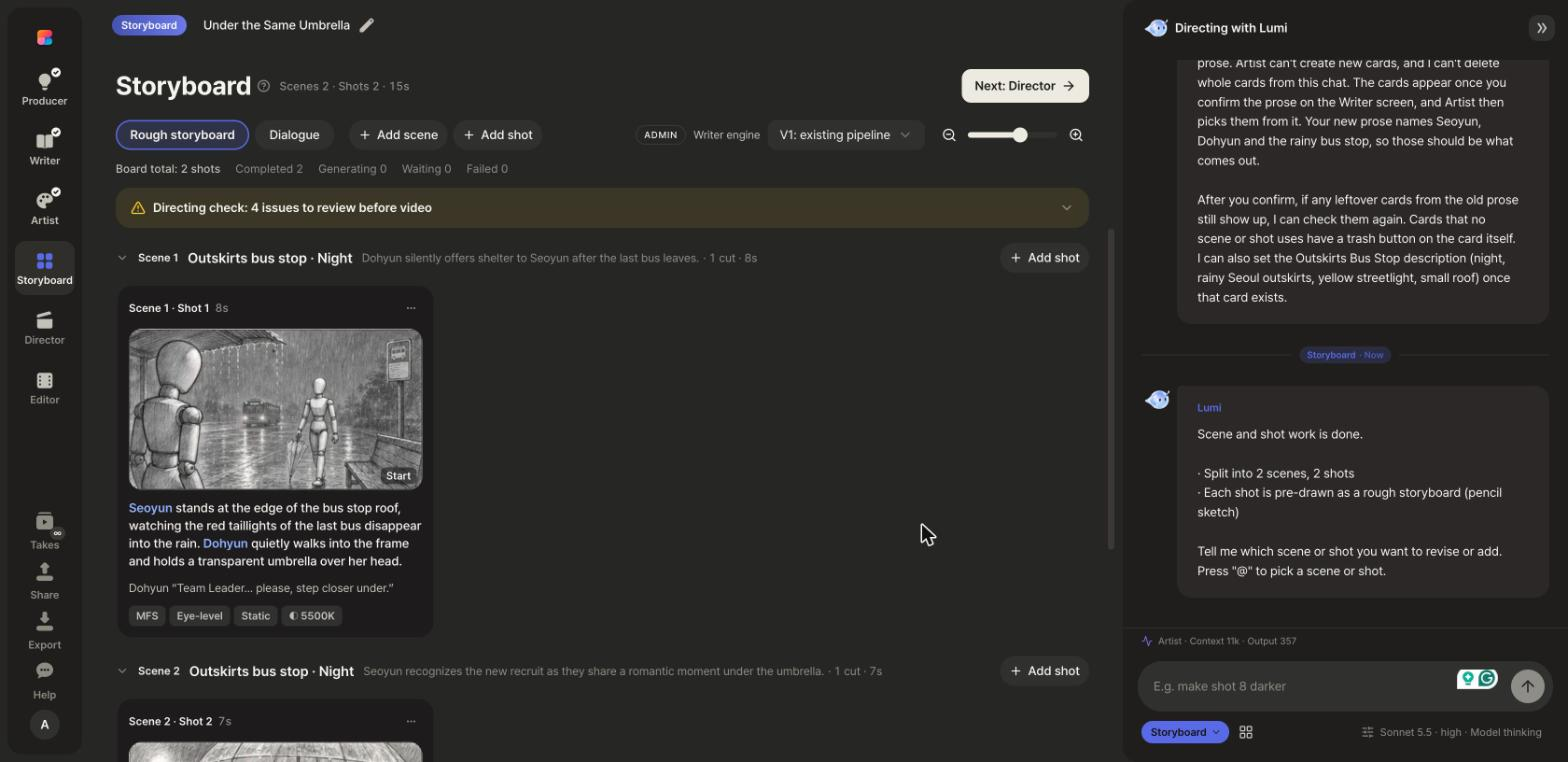 Storyboard
Under the Same Umbrella
Producer
Writer
Artist
Storyboard
Director
Editor
Takes
Share
Export
Help
A
Storyboard
Scenes 2 · Shots 2 · 15s
Next: Director
Rough storyboard
Dialogue
+ Add scene
+ Add shot
ADMIN
Writer engine
V1: existing pipeline
Board total: 2 shots
Completed 2
Generating 0
Waiting 0
Failed 0
Directing check: 4 issues to review before video
Scene 1
Outskirts bus stop · Night
Dohyun silently offers shelter to Seoyun after the last bus leaves. · 1 cut · 8s
+ Add shot
Scene 1 · Shot 1 8s
Start
Seoyun stands at the edge of the bus stop roof,
watching the red taillights of the last bus disappear
into the rain. Dohyun quietly walks into the frame
and holds a transparent umbrella over her head.
Dohyun “Team Leader... please, step closer under.”
MFS
Eye-level
Static
5500K
Scene 2
Outskirts bus stop · Night
Seoyun recognizes the new recruit as they share a romantic moment under the umbrella. · 1 cut · 7s
+ Add shot
Scene 2 · Shot 2 7s
Directing with Lumi
prose. Artist can't create new cards, and I can't delete
whole cards from this chat. The cards appear once you
confirm the prose on the Writer screen, and Artist then
picks them from it. Your new prose names Seoyun,
Dohyun and the rainy bus stop, so those should be what
comes out.
After you confirm, if any leftover cards from the old prose
still show up, I can check them again. Cards that no
scene or shot uses have a trash button on the card itself.
I can also set the Outskirts Bus Stop description (night,
rainy Seoul outskirts, yellow streetlight, small roof) once
that card exists.
Storyboard · Now
Lumi
Scene and shot work is done.
· Split into 2 scenes, 2 shots
· Each shot is pre-drawn as a rough storyboard (pencil
sketch)
Tell me which scene or shot you want to revise or add.
Press "@" to pick a scene or shot.
Artist · Context 11k · Output 357
E.g. make shot 8 darker
Storyboard
Sonnet 5.5 · high · Model thinking